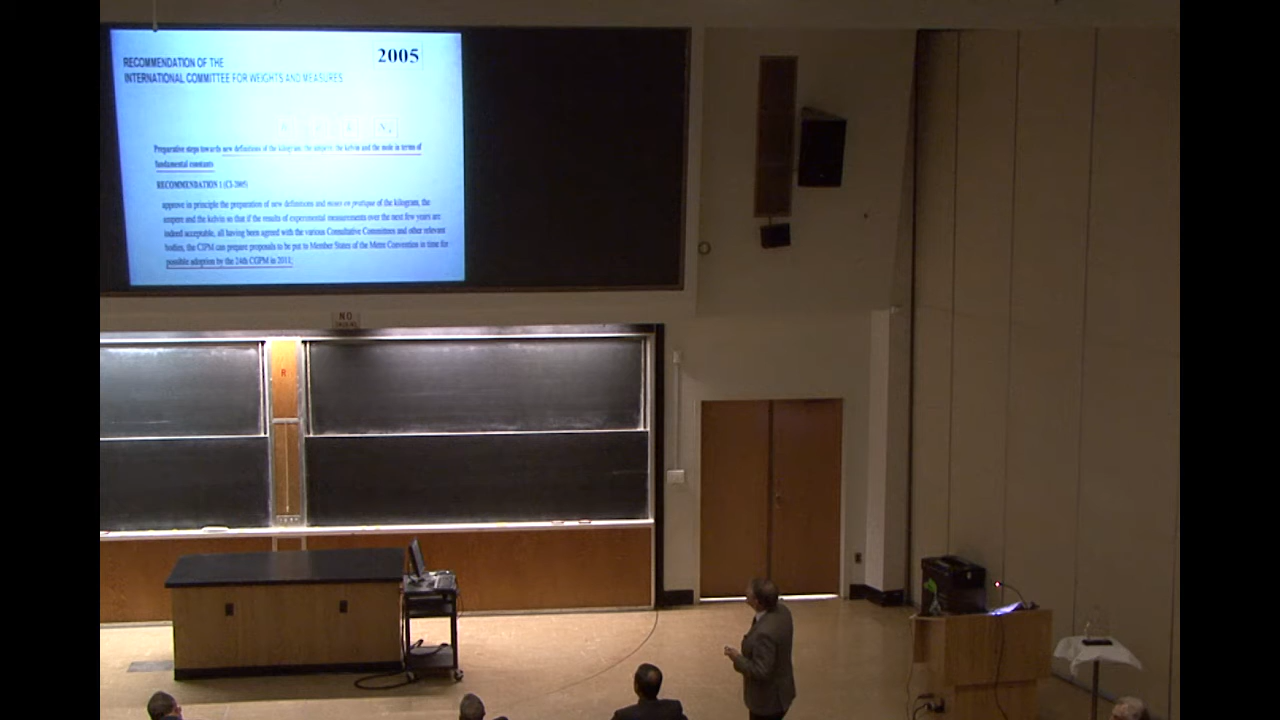 2005
RECOMMENDATION OF THE
INTERNATIONAL COMMITTEE FOR WEIGHTS AND MEASURES
Preparative steps towards new definitions of the kilogram, the ampere, the kelvin and the mole in terms of
fundamental constants
RECOMMENDATION 1 (CI-2005)
approve in principle the preparation of new definitions and mises en pratique of the kilogram, the
ampere and the kelvin so that if the results of experimental measurements over the next few years are
indeed acceptable, all having been agreed with the various Consultative Committees and other relevant
bodies, the CIPM can prepare proposals to be put to Member States of the Metre Convention in time for
possible adoption by the 24th CGPM in 2011;
NO
R